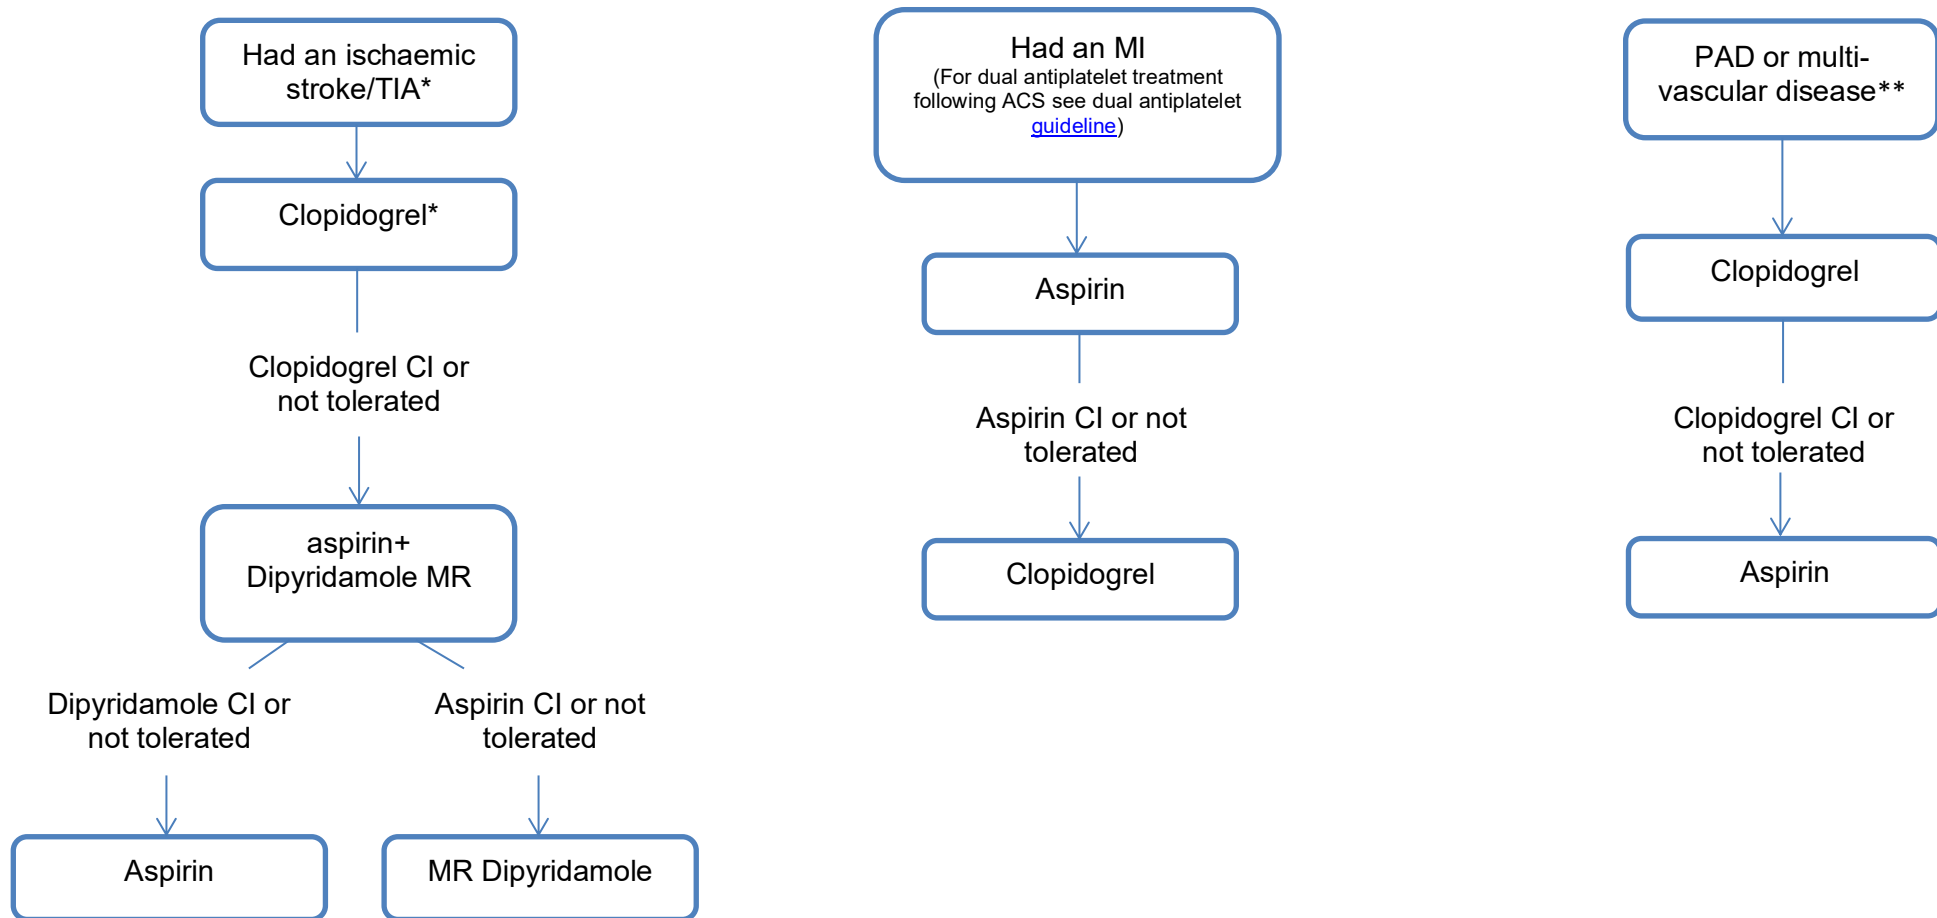 Had an ischaemic
stroke/TIA*
Clopidogrel*
Clopidogrel CI or
not tolerated
aspirin+
Dipyridamole MR
Dipyridamole CI or
not tolerated
Aspirin
Aspirin CI or not
tolerated
MR Dipyridamole
Had an MI
(For dual antiplatelet treatment
following ACS see dual antiplatelet
guideline)
Aspirin
Aspirin CI or not
tolerated
Clopidogrel
PAD or multi-
vascular disease**
Clopidogrel
Clopidogrel CI or
not tolerated
Aspirin